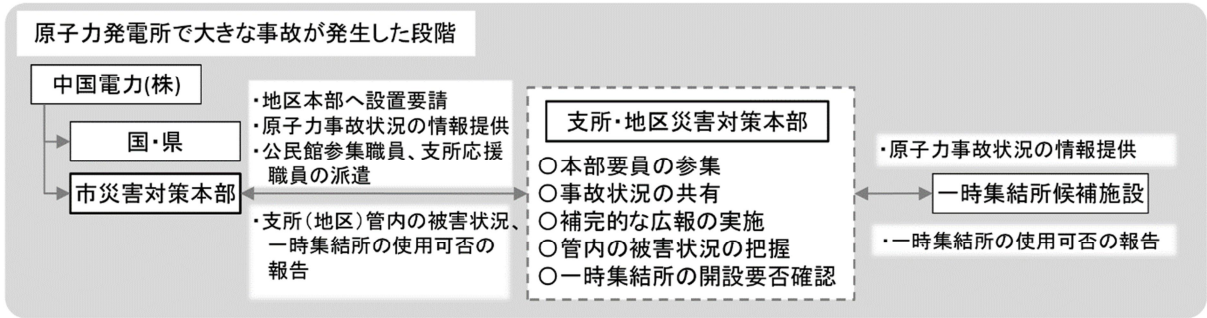 原子力発電所で大きな事故が発生した段階
中国電力(株)
国・県
市災害対策本部
・地区本部へ設置要請
・原子力事故状況の情報提供
・公民館参集職員、支所応援
職員の派遣
・支所(地区)管内の被害状況、
一時集結所の使用可否の
報告
支所・地区災害対策本部
○本部要員の参集
○事故状況の共有
○補完的な広報の実施
○管内の被害状況の把握
○一時集結所の開設要否確認
・原子力事故状況の情報提供
一時集結所候補施設
・一時集結所の使用可否の報告